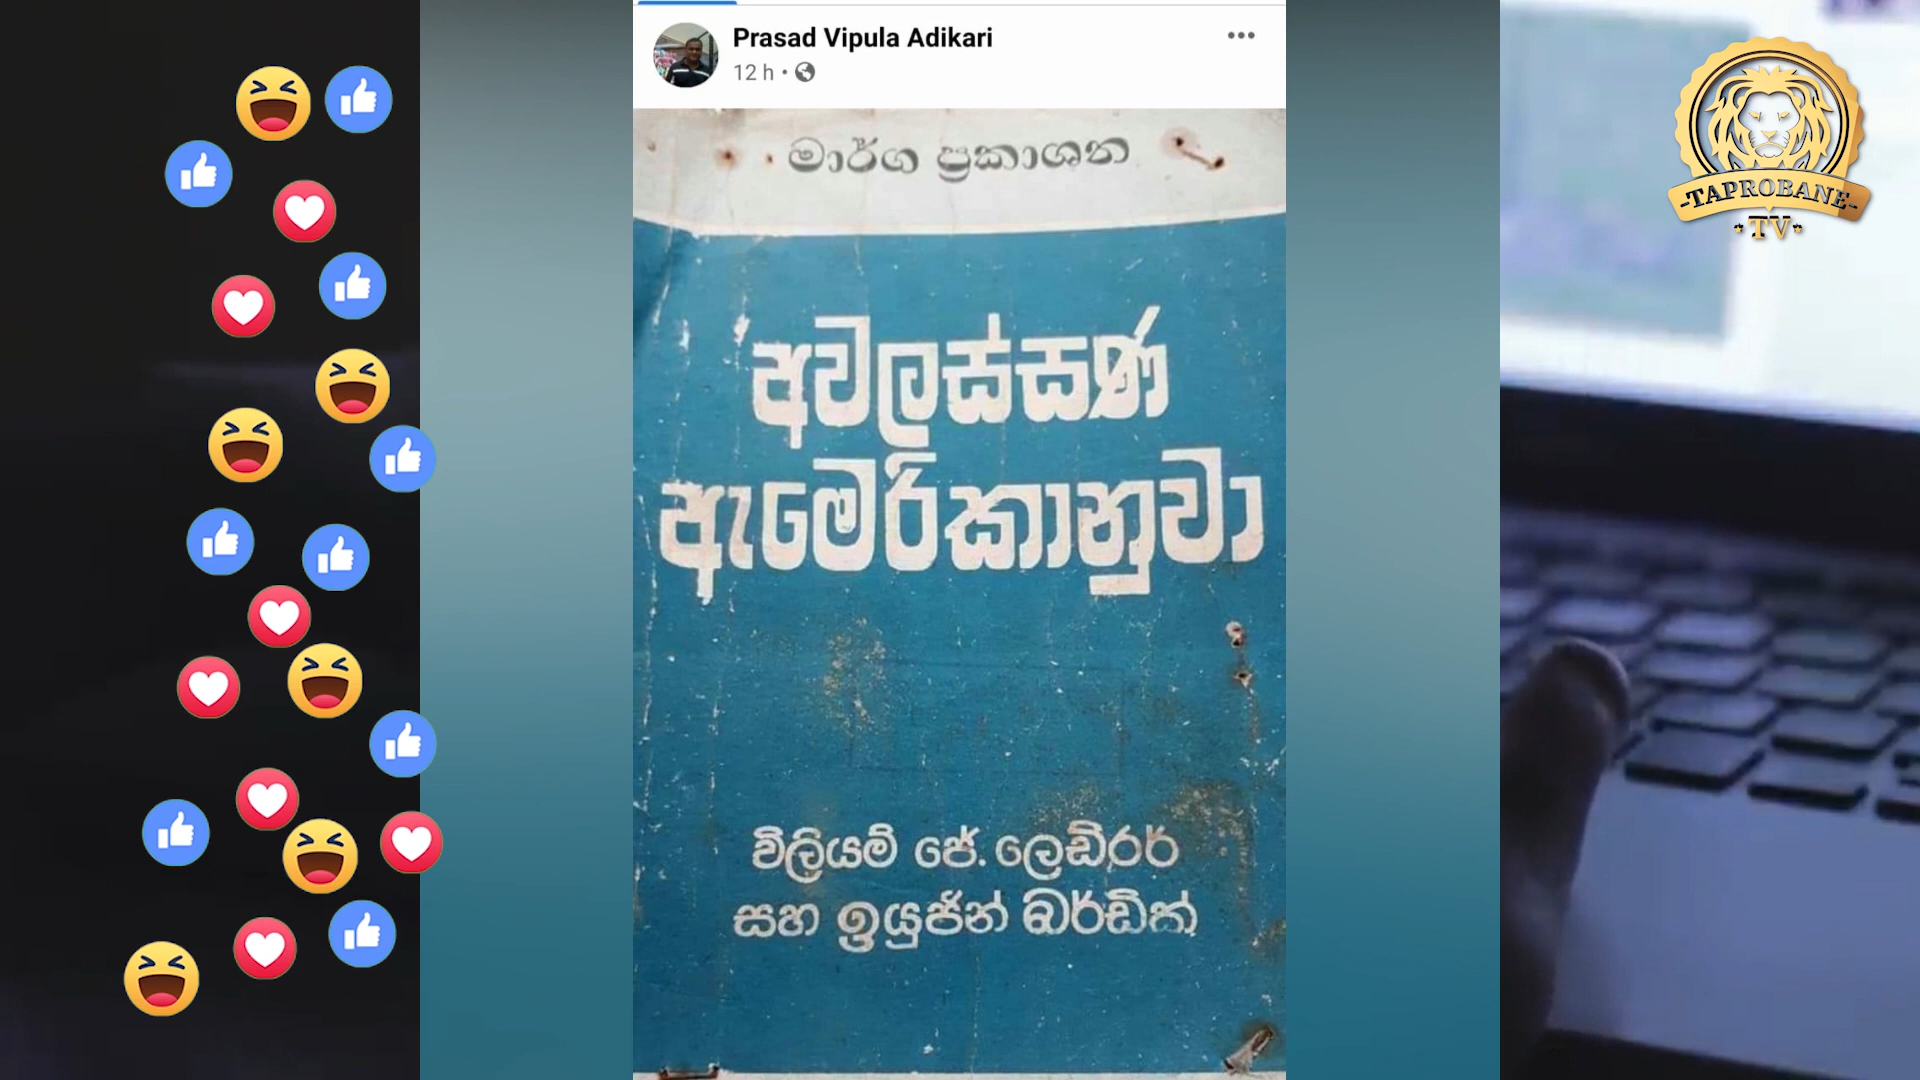 Prasad Vipula Adikari
12 h
මාර්ග ප්‍රකාශන
අවලස්සණ
ඇමෙරිකානුවා
විලියම් ජේ. ලෙඩ්රර්
සහ ඉයුජින් බර්ඩික්
TAPROBANE
TV